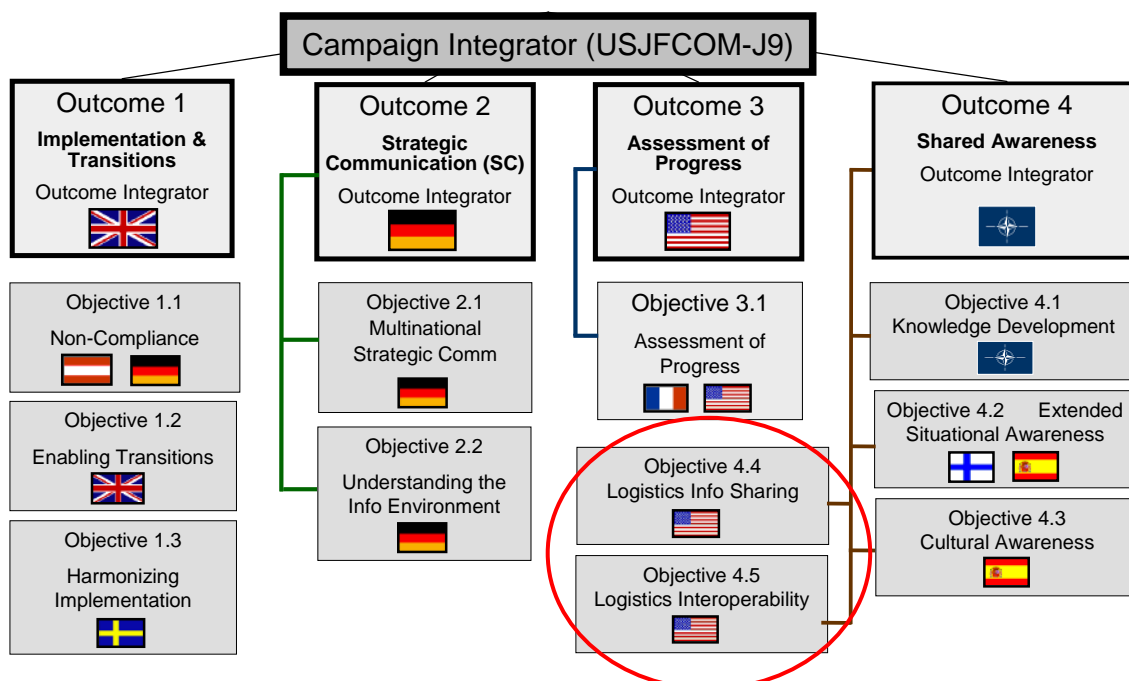 Campaign Integrator (USJFCOM-J9)
Outcome 1
Implementation &
Transitions
Outcome Integrator
Objective 1.1
Non-Compliance
Objective 1.2
Enabling Transitions
Objective 1.3
Harmonizing
Implementation
Outcome 2
Strategic
Communication (SC)
Outcome Integrator
Objective 2.1
Multinational
Strategic Comm
Objective 2.2
Understanding the
Info Environment
Outcome 3
Assessment of
Progress
Outcome Integrator
Objective 3.1
Assessment of
Progress
Outcome 4
Shared Awareness
Outcome Integrator
Objective 4.1
Knowledge Development
Objective 4.2 Extended
Situational Awareness
Objective 4.3
Cultural Awareness
Objective 4.4
Logistics Info Sharing
Objective 4.5
Logistics Interoperability